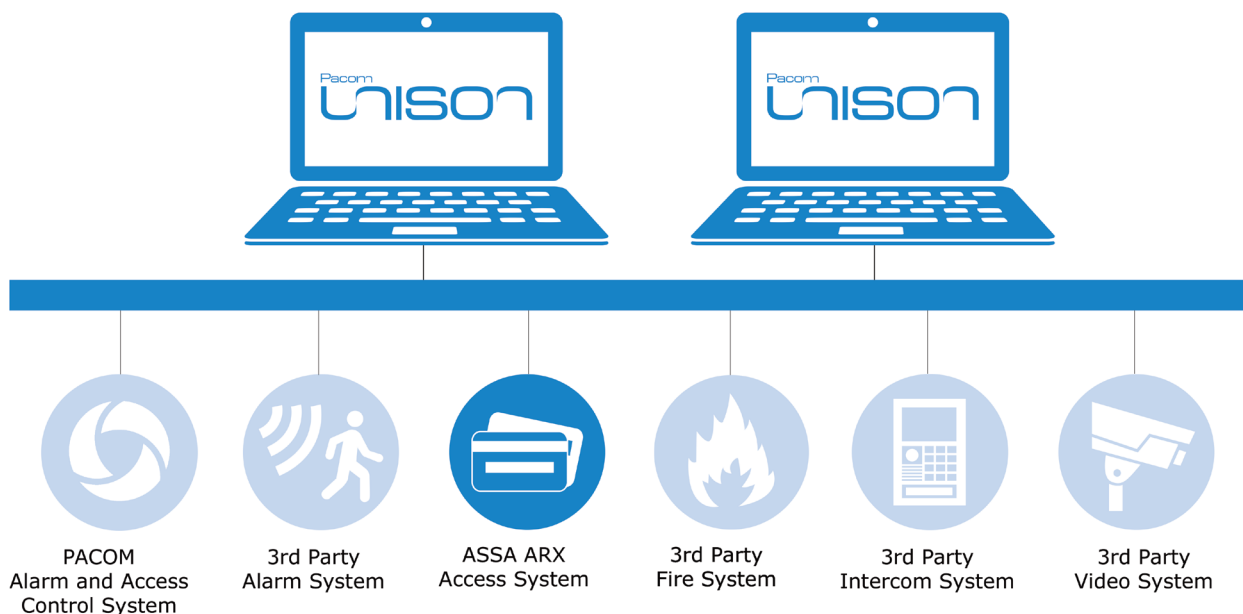 Pacom
UNISON
Pacom
UNISON
PACOM
Alarm and Access
Control System
3rd Party
Alarm System
ASSA ARX
Access System
3rd Party
Fire System
3rd Party
Intercom System
3rd Party
Video System